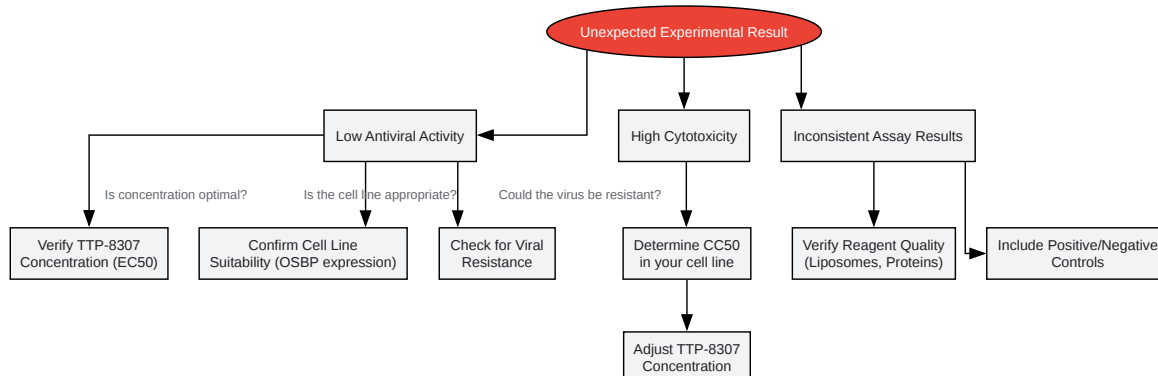 Unexpected Experimental Result
Low Antiviral Activity
High Cytotoxicity
Inconsistent Assay Results
Is concentration optimal?
Is the cell line appropriate?
Could the virus be resistant?
Verify TTP-8307
Concentration (EC50)
Confirm Cell Line
Suitability (OSBP expression)
Check for Viral
Resistance
Determine CC50
in your cell line
Verify Reagent Quality
(Liposomes, Proteins)
Include Positive/Negative
Controls
Adjust TTP-8307
Concentration